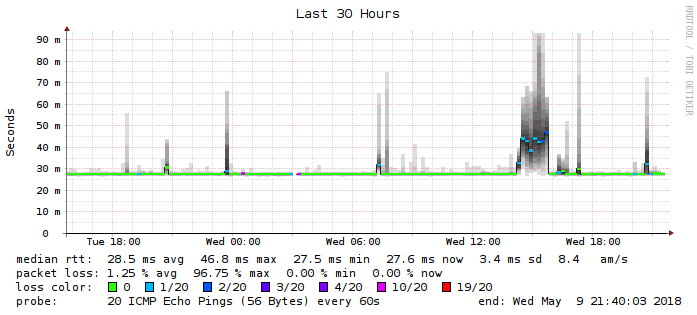 Last 30 Hours
RRDTOOL / TOBI OETIKER
Seconds
90 m
80 m
70 m
60 m
50 m
40 m
30 m
20 m
10 m
0
Tue 18:00 Wed 00:00 Wed 06:00 Wed 12:00 Wed 18:00
median rtt: 28.5 ms avg 46.8 ms max 27.5 ms min 27.6 ms now 3.4 ms sd 8.4 am/s
packet loss: 1.25 % avg 96.75 % max 0.00 % min 0.00 % now
loss color: 0 1/20 2/20 3/20 4/20 10/20 19/20
probe: 20 ICMP Echo Pings (56 Bytes) every 60s end: Wed May 9 21:40:03 2018